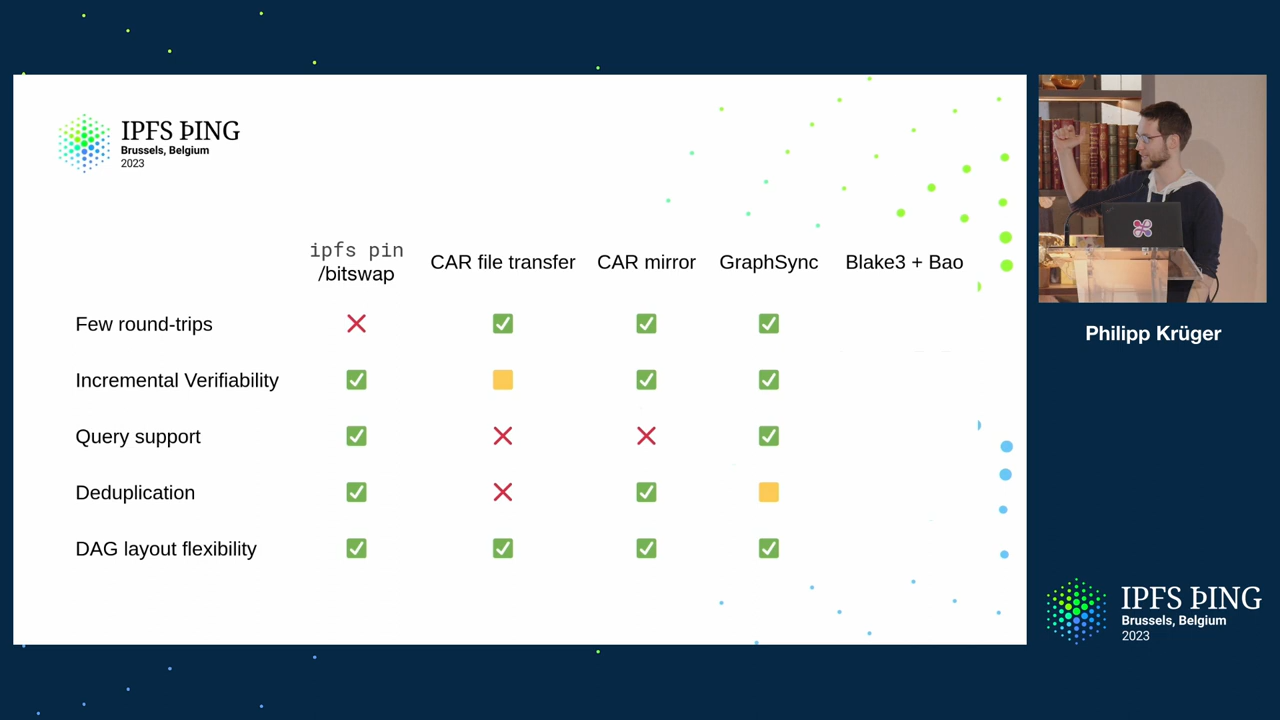 IPFS ÞING
Brussels, Belgium
2023
ipfs pin
/bitswap
CAR file transfer
CAR mirror
GraphSync
Blake3 + Bao
Few round-trips ❌ ✅ ✅ ✅
Incremental Verifiability ✅ 🟨 ✅ ✅
Query support ✅ ❌ ❌ ✅
Deduplication ✅ ❌ ✅ 🟨
DAG layout flexibility ✅ ✅ ✅ ✅
Philipp Krüger
IPFS ÞING
Brussels, Belgium
2023